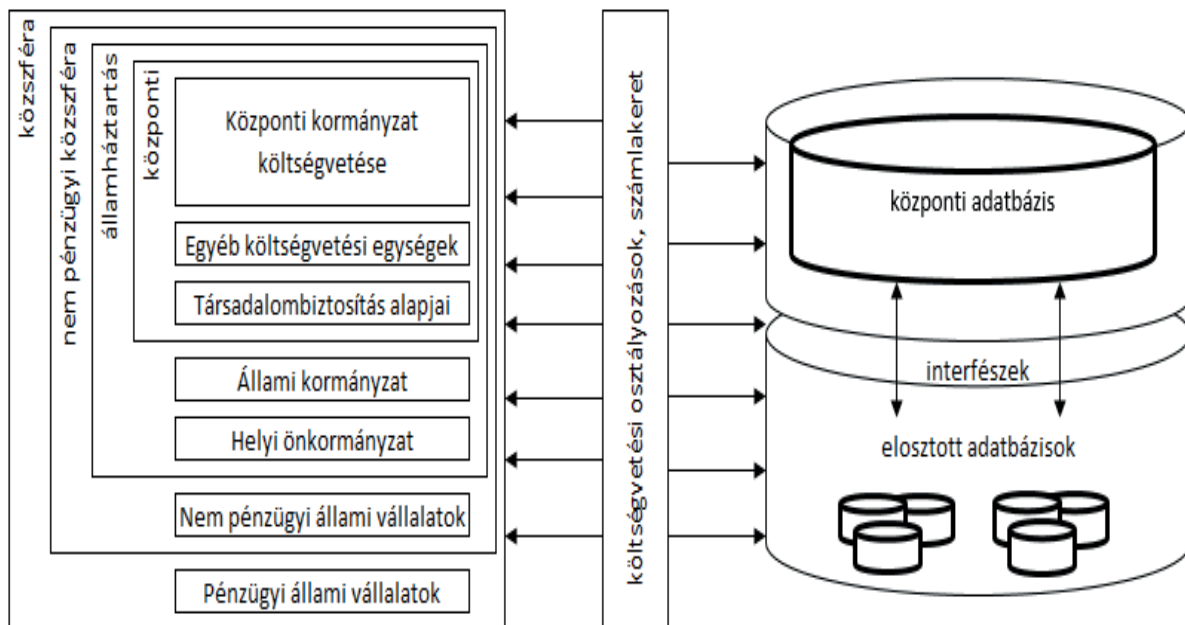 közszféra
nem pénzügyi közszféra
államháztartás
központi
Központi kormányzat
költségvetése
Egyéb költségvetési egységek
Társadalombiztosítás alapjai
Állami kormányzat
Helyi önkormányzat
Nem pénzügyi állami vállalatok
Pénzügyi állami vállalatok
költségvetési osztályozások, számlakeret
központi adatbázis
interfészek
elosztott adatbázisok